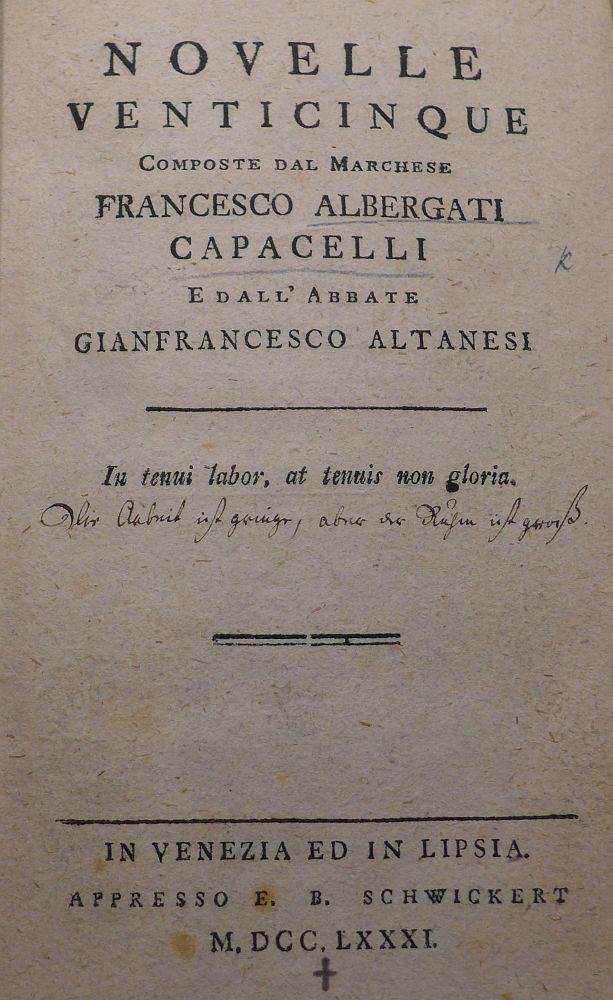 NOVELLE
VENTICINQUE
COMPOSTE DAL MARCHESE
FRANCESCO ALBERGATI
CAPACELLI
k
E DALL' ABBATE
GIANFRANCESCO ALTANESI
In tenui labor, at tenuis non gloria.
Die Arbeit ist gringe, aber der Ruhm ist groß.
IN VENEZIA ED IN LIPSIA.
APPRESSO E. B. SCHWICKERT
M. DCC. LXXXI.